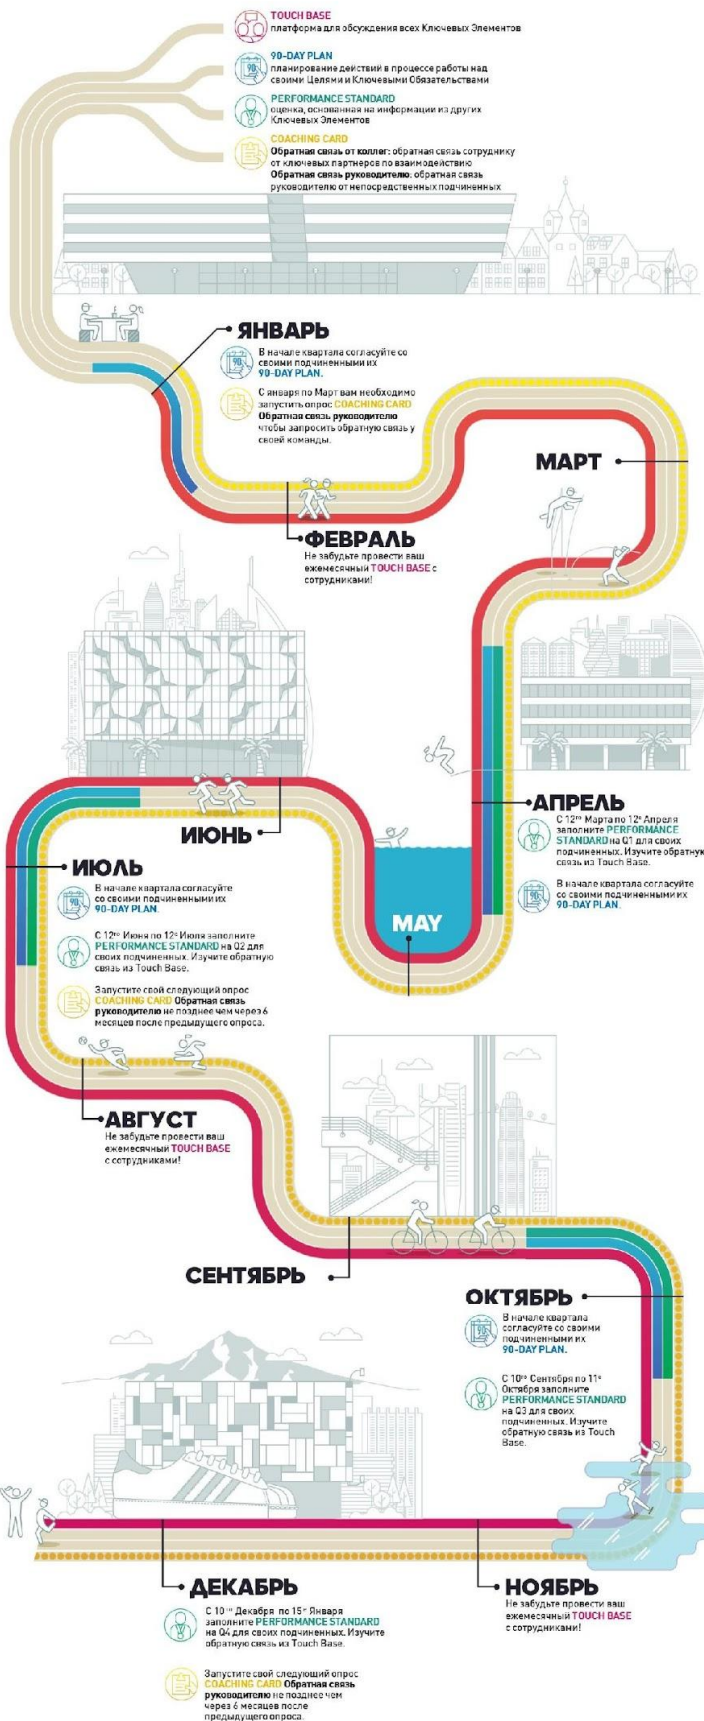 TOUCH BASE
платформа для обсуждения всех Ключевых Элементов
90-DAY PLAN
планирование действий в процессе работы над
своими Целями и Ключевыми Обязательствами
PERFORMANCE STANDARD
оценка, основанная на информации из других
Ключевых Элементов
COACHING CARD
Обратная связь от коллег: обратная связь сотруднику
от ключевых партнеров по взаимодействию
Обратная связь руководителю: обратная связь
руководителю от непосредственных подчиненных
ЯНВАРЬ
90
В начале квартала согласуйте со
своими подчиненными их
90-DAY PLAN.
С января по Март вам необходимо
запустить опрос COACHING CARD
Обратная связь руководителю
чтобы запросить обратную связь у
своей команды.
МАРТ
ФЕВРАЛЬ
Не забудьте провести ваш
ежемесячный TOUCH BASE с
сотрудниками!
АПРЕЛЬ
С 12го Марта по 12е Апреля
заполните PERFORMANCE
STANDARD на Q1 для своих
подчиненных. Изучите обратную
связь из Touch Base.
90
В начале квартала согласуйте
со своими подчиненными их
90-DAY PLAN.
ИЮНЬ
ИЮЛЬ
90
В начале квартала согласуйте
со своими подчиненными их
90-DAY PLAN.
С 12го Июня по 12е Июля заполните
PERFORMANCE STANDARD на Q2 для
своих подчиненных. Изучите обратную
связь из Touch Base.
Запустите свой следующий опрос
COACHING CARD Обратная связь
руководителю не позднее чем через 6
месяцев после предыдущего опроса.
MAY
АВГУСТ
Не забудьте провести ваш
ежемесячный TOUCH BASE
с сотрудниками!
СЕНТЯБРЬ
ОКТЯБРЬ
90
В начале квартала
согласуйте со своими
подчиненными их
90-DAY PLAN.
С 10го Сентября по 11е
Октября заполните
PERFORMANCE STANDARD
на Q3 для своих
подчиненных. Изучите
обратную связь из Touch
Base.
ДЕКАБРЬ
С 10го Декабря по 15е Января
заполните PERFORMANCE STANDARD
на Q4 для своих подчиненных. Изучите
обратную связь из Touch Base.
Запустите свой следующий опрос
COACHING CARD Обратная связь
руководителю не позднее чем
через 6 месяцев после
предыдущего опроса.
НОЯБРЬ
Не забудьте провести ваш
ежемесячный TOUCH BASE
с сотрудниками!